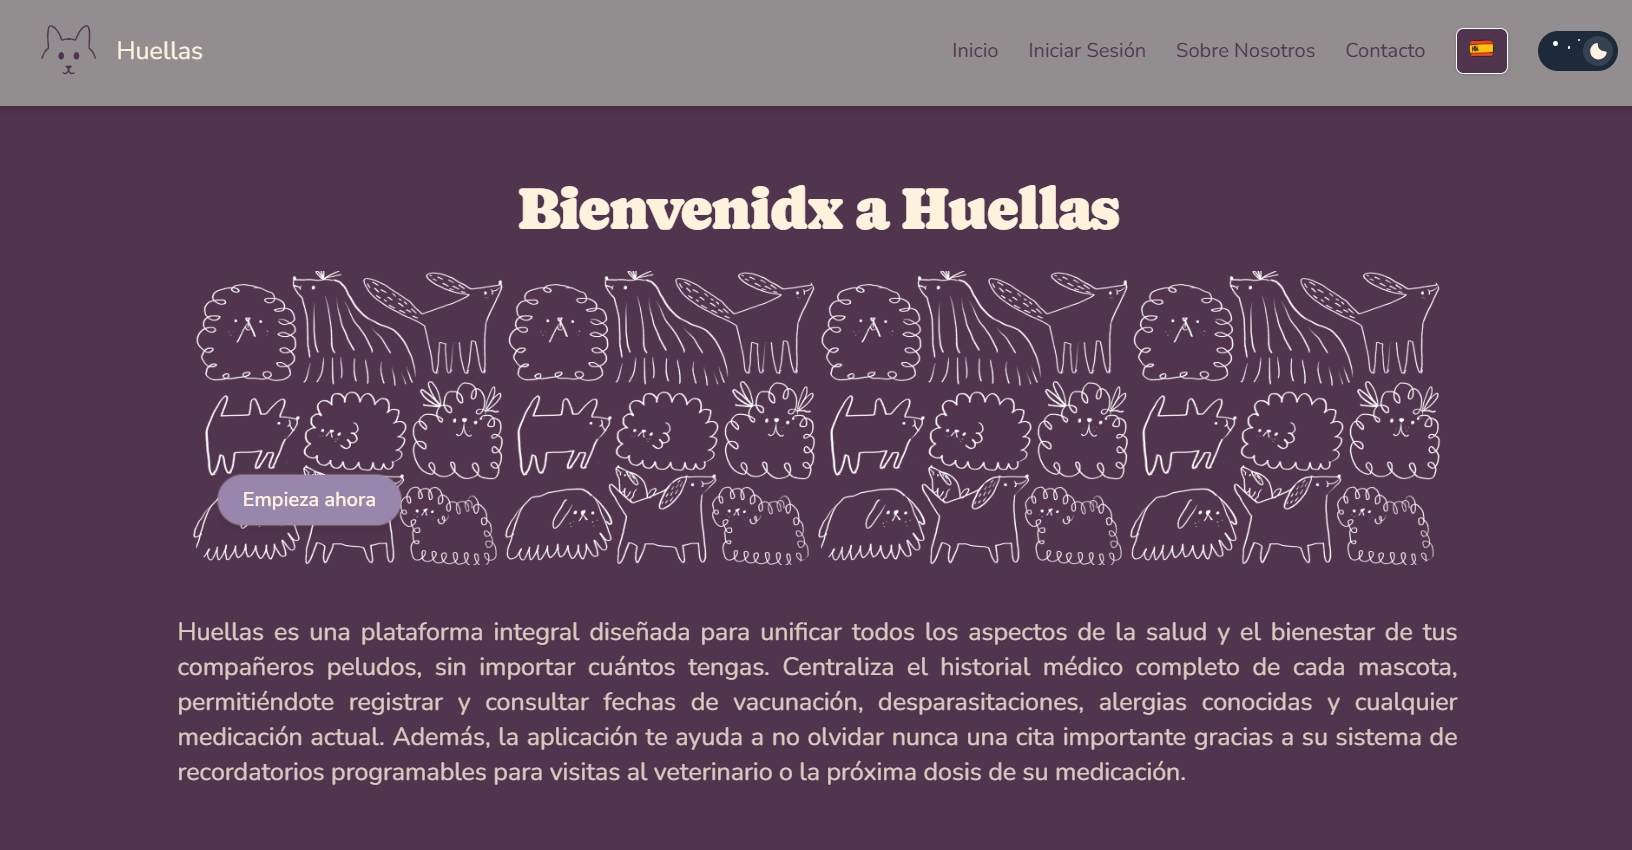 Huellas
Inicio
Iniciar Sesión
Sobre Nosotros
Contacto
Bienvenidx a Huellas
Empieza ahora
Huellas es una plataforma integral diseñada para unificar todos los aspectos de la salud y el bienestar de tus
compañeros peludos, sin importar cuántos tengas. Centraliza el historial médico completo de cada mascota,
permitiéndote registrar y consultar fechas de vacunación, desparasitaciones, alergias conocidas y cualquier
medicación actual. Además, la aplicación te ayuda a no olvidar nunca una cita importante gracias a su sistema de
recordatorios programables para visitas al veterinario o la próxima dosis de su medicación.